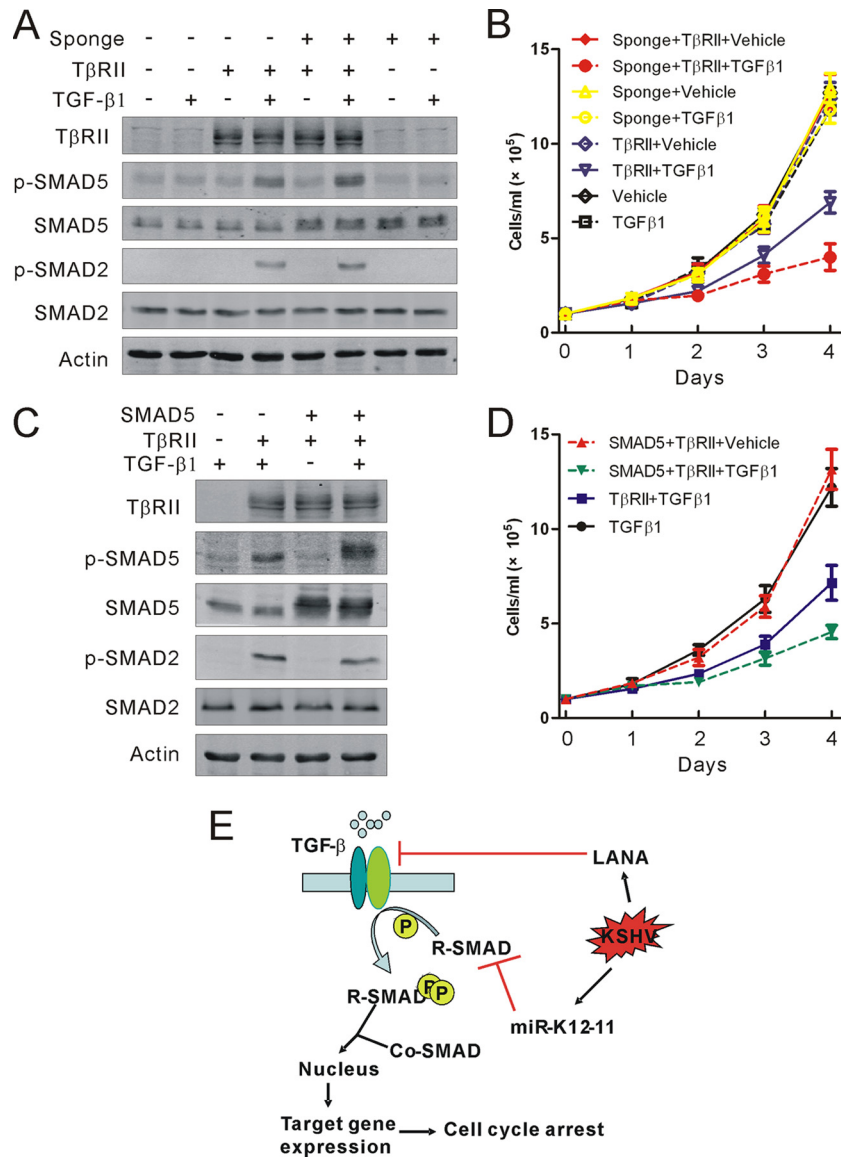 A
Sponge - - - - + + + +
TβRII - - + + + + - -
TGF-β1 - + - + - + - +
TβRII
p-SMAD5
SMAD5
p-SMAD2
SMAD2
Actin
B
Cells/ml (× 10⁵)
15
10
5
0
0 1 2 3 4
Days
Sponge+TβRII+Vehicle
Sponge+TβRII+TGFβ1
Sponge+Vehicle
Sponge+TGFβ1
TβRII+Vehicle
TβRII+TGFβ1
Vehicle
TGFβ1
C
SMAD5 - - + +
TβRII - + + +
TGF-β1 + + - +
TβRII
p-SMAD5
SMAD5
p-SMAD2
SMAD2
Actin
D
Cells/ml (× 10⁵)
15
10
5
0
0 1 2 3 4
Days
SMAD5+TβRII+Vehicle
SMAD5+TβRII+TGFβ1
TβRII+TGFβ1
TGFβ1
E
TGF-β
LANA
KSHV
P
R-SMAD
R-SMAD P P
miR-K12-11
Co-SMAD
Nucleus
Target gene
expression
Cell cycle arrest